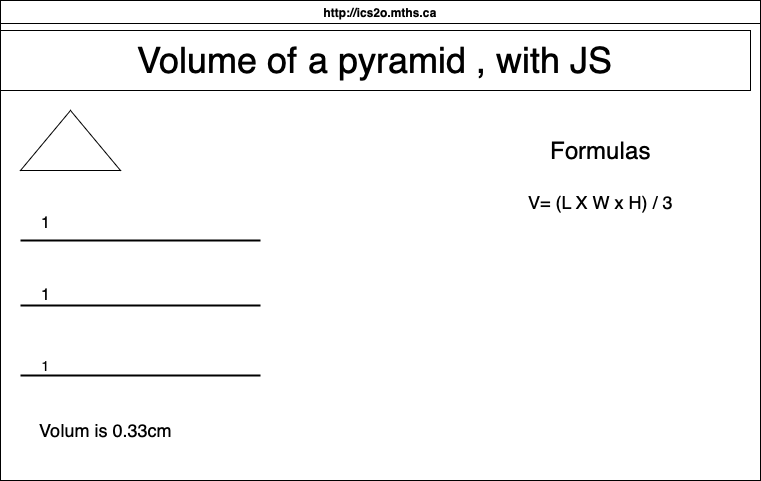 http://ics2o.mths.ca
Volume of a pyramid , with JS
Formulas
V= (L X W x H) / 3
1
1
1
Volum is 0.33cm